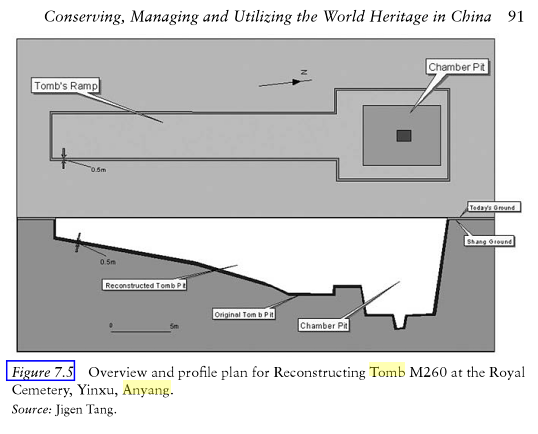 Conserving, Managing and Utilizing the World Heritage in China 91
Chamber Pit
Tomb's Ramp
N
0.5m
Today's Ground
Shang Ground
0.5m
Reconstructed Tomb Pit
Original Tomb Pit
Chamber Pit
0 5m
Figure 7.5 Overview and profile plan for Reconstructing Tomb M260 at the Royal
Cemetery, Yinxu, Anyang.
Source: Jigen Tang.